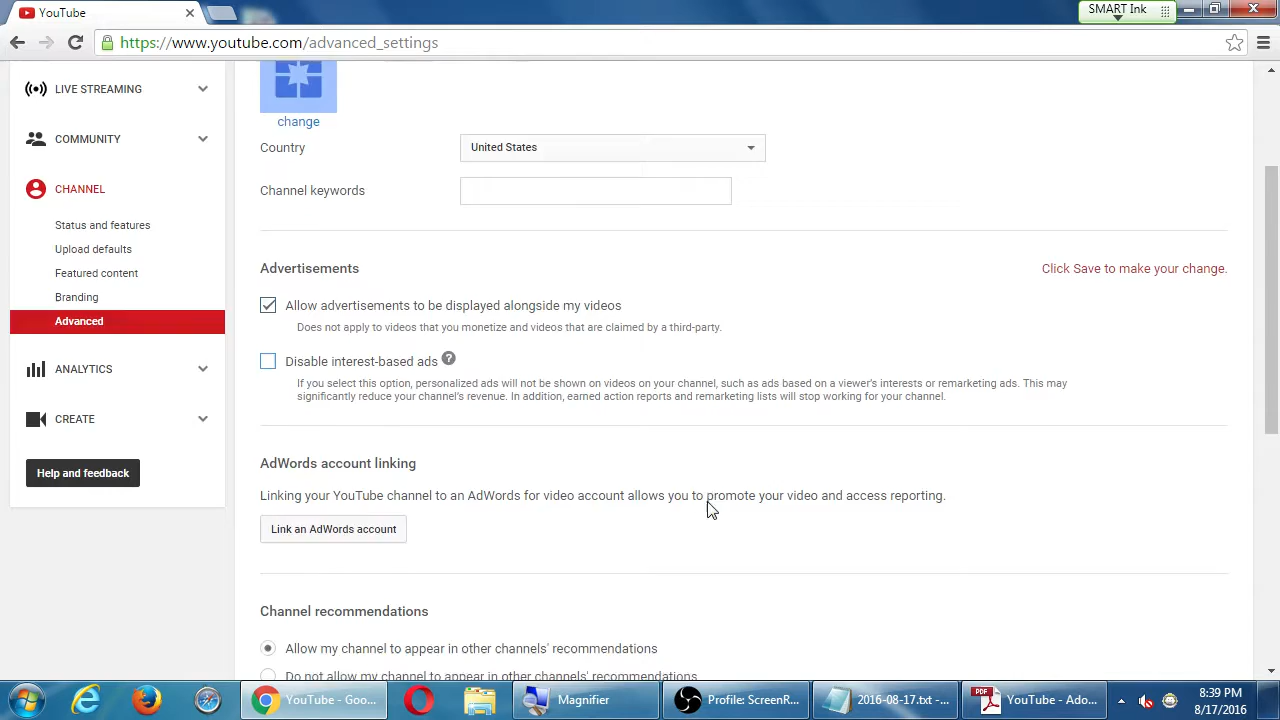 YouTube
SMART Ink
https://www.youtube.com/advanced_settings
LIVE STREAMING
COMMUNITY
CHANNEL
Status and features
Upload defaults
Featured content
Branding
Advanced
ANALYTICS
CREATE
Help and feedback
change
Country
United States
Channel keywords
Advertisements
Click Save to make your change.
Allow advertisements to be displayed alongside my videos
Does not apply to videos that you monetize and videos that are claimed by a third-party.
Disable interest-based ads ?
If you select this option, personalized ads will not be shown on videos on your channel, such as ads based on a viewer's interests or remarketing ads. This may
significantly reduce your channel's revenue. In addition, earned action reports and remarketing lists will stop working for your channel.
AdWords account linking
Linking your YouTube channel to an AdWords for video account allows you to promote your video and access reporting.
Link an AdWords account
Channel recommendations
Allow my channel to appear in other channels' recommendations
Do not allow my channel to appear in other channels' recommendations
YouTube - Goo...
Magnifier
Profile: ScreenR...
2016-08-17.txt -...
PDF
YouTube - Ado...
8:39 PM
8/17/2016